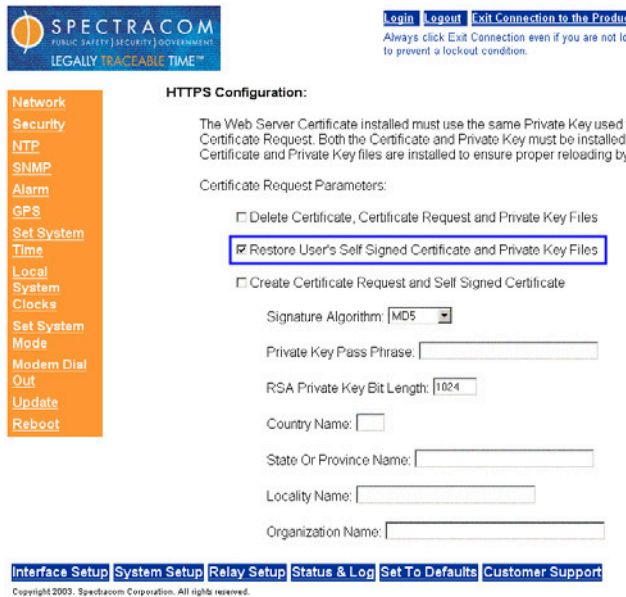 SPECTRACOM
PUBLIC SAFETY | SECURITY | GOVERNMENT
LEGALLY TRACEABLE TIME™
Login Logout Exit Connection to the Produ
Always click Exit Connection even if you are not lo
to prevent a lockout condition.
Network
Security
NTP
SNMP
Alarm
GPS
Set System
Time
Local
System
Clocks
Set System
Mode
Modem Dial
Out
Update
Reboot
HTTPS Configuration:
The Web Server Certificate installed must use the same Private Key used
Certificate Request. Both the Certificate and Private Key must be installed
Certificate and Private Key files are installed to ensure proper reloading by
Certificate Request Parameters:
Delete Certificate, Certificate Request and Private Key Files
Restore User's Self Signed Certificate and Private Key Files
Create Certificate Request and Self Signed Certificate
Signature Algorithm: MD5
Private Key Pass Phrase:
RSA Private Key Bit Length: 1024
Country Name:
State Or Province Name:
Locality Name:
Organization Name:
Interface Setup System Setup Relay Setup Status & Log Set To Defaults Customer Support
Copyright 2003. Spectracom Corporation. All rights reserved.